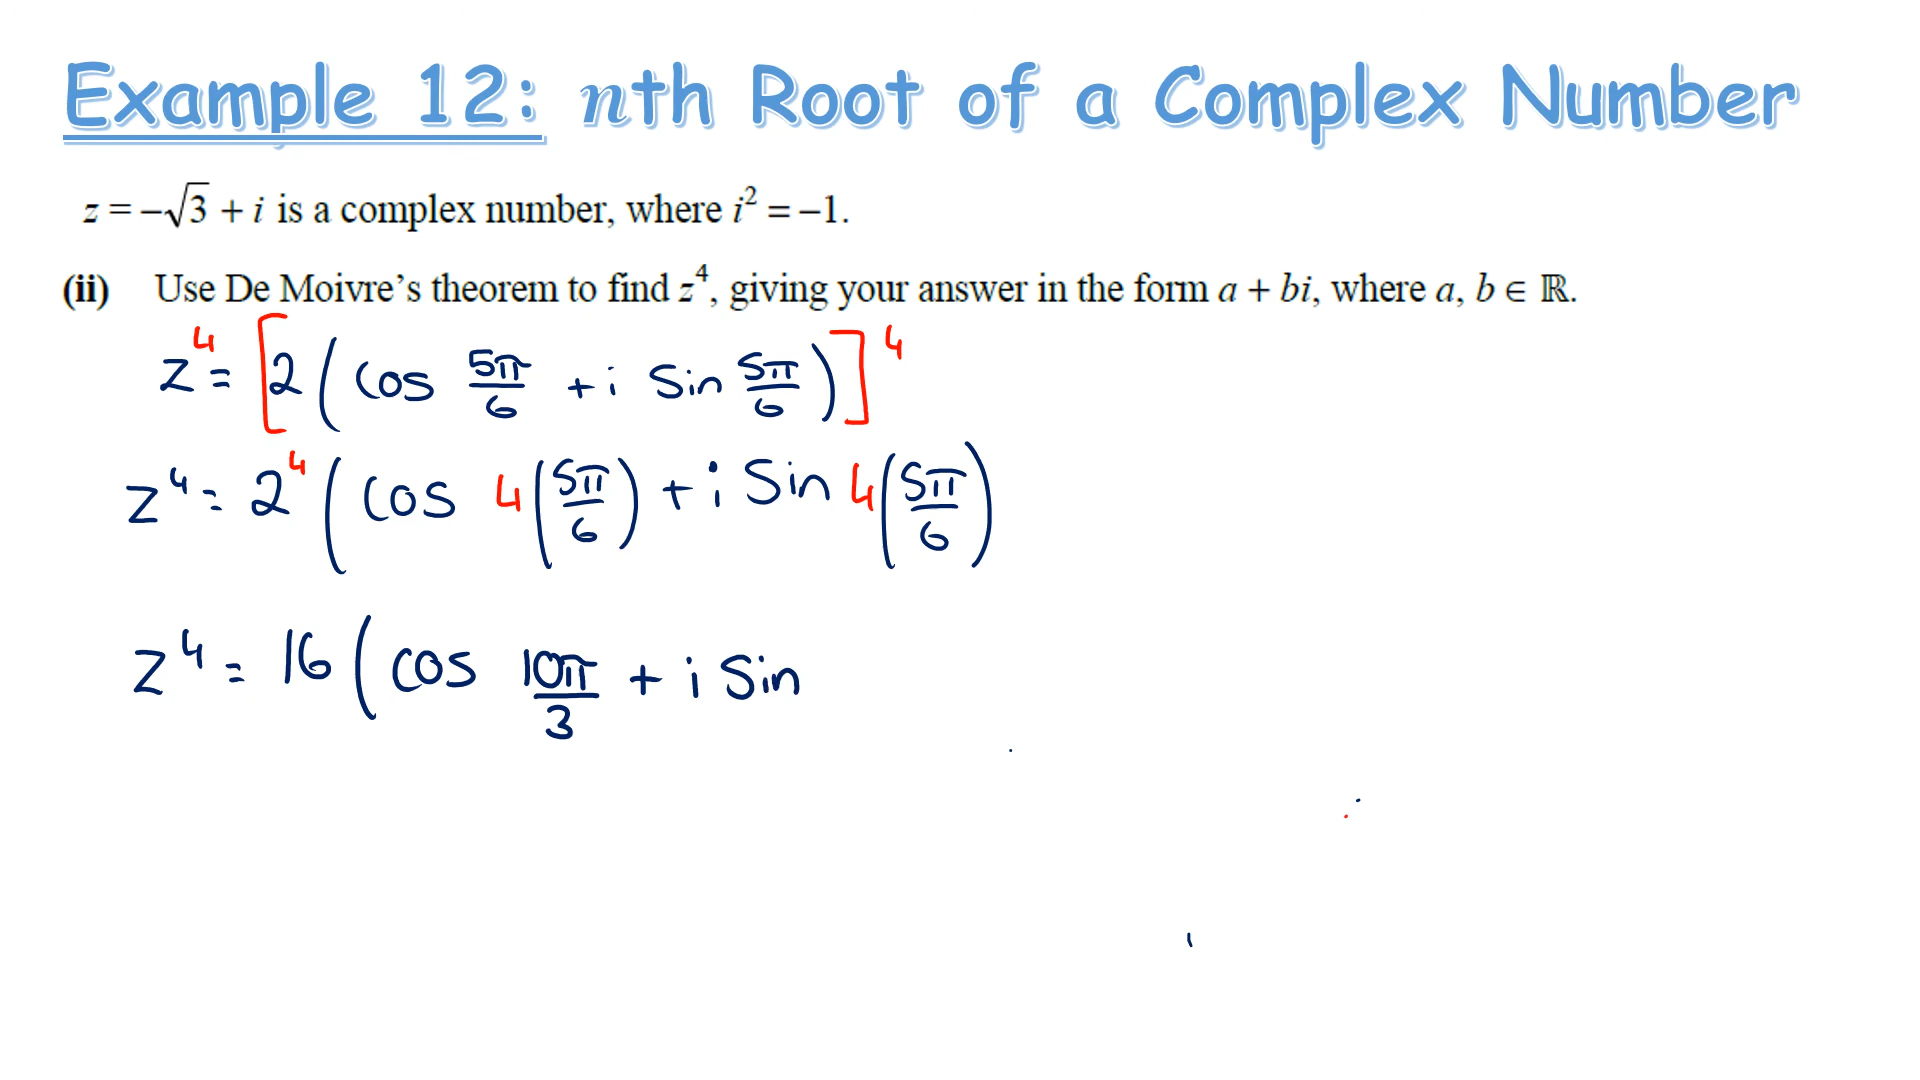 Example 12: nth Root of a Complex Number
z = −√3 + i is a complex number, where i² = −1.
(ii) Use De Moivre’s theorem to find z⁴, giving your answer in the form a + bi, where a, b ∈ ℝ.
z⁴ = [2(cos 5π/6 + i sin 5π/6)]⁴
z⁴ = 2⁴(cos 4(5π/6) + i sin 4(5π/6)
z⁴ = 16(cos 10π/3 + i sin